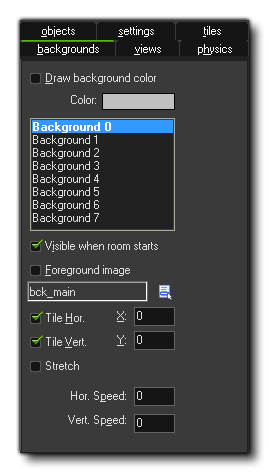 objects settings tiles
backgrounds views physics
Draw background color
Color:
Background 0
Background 1
Background 2
Background 3
Background 4
Background 5
Background 6
Background 7
Visible when room starts
Foreground image
bck_main
Tile Hor. X: 0
Tile Vert. Y: 0
Stretch
Hor. Speed: 0
Vert. Speed: 0